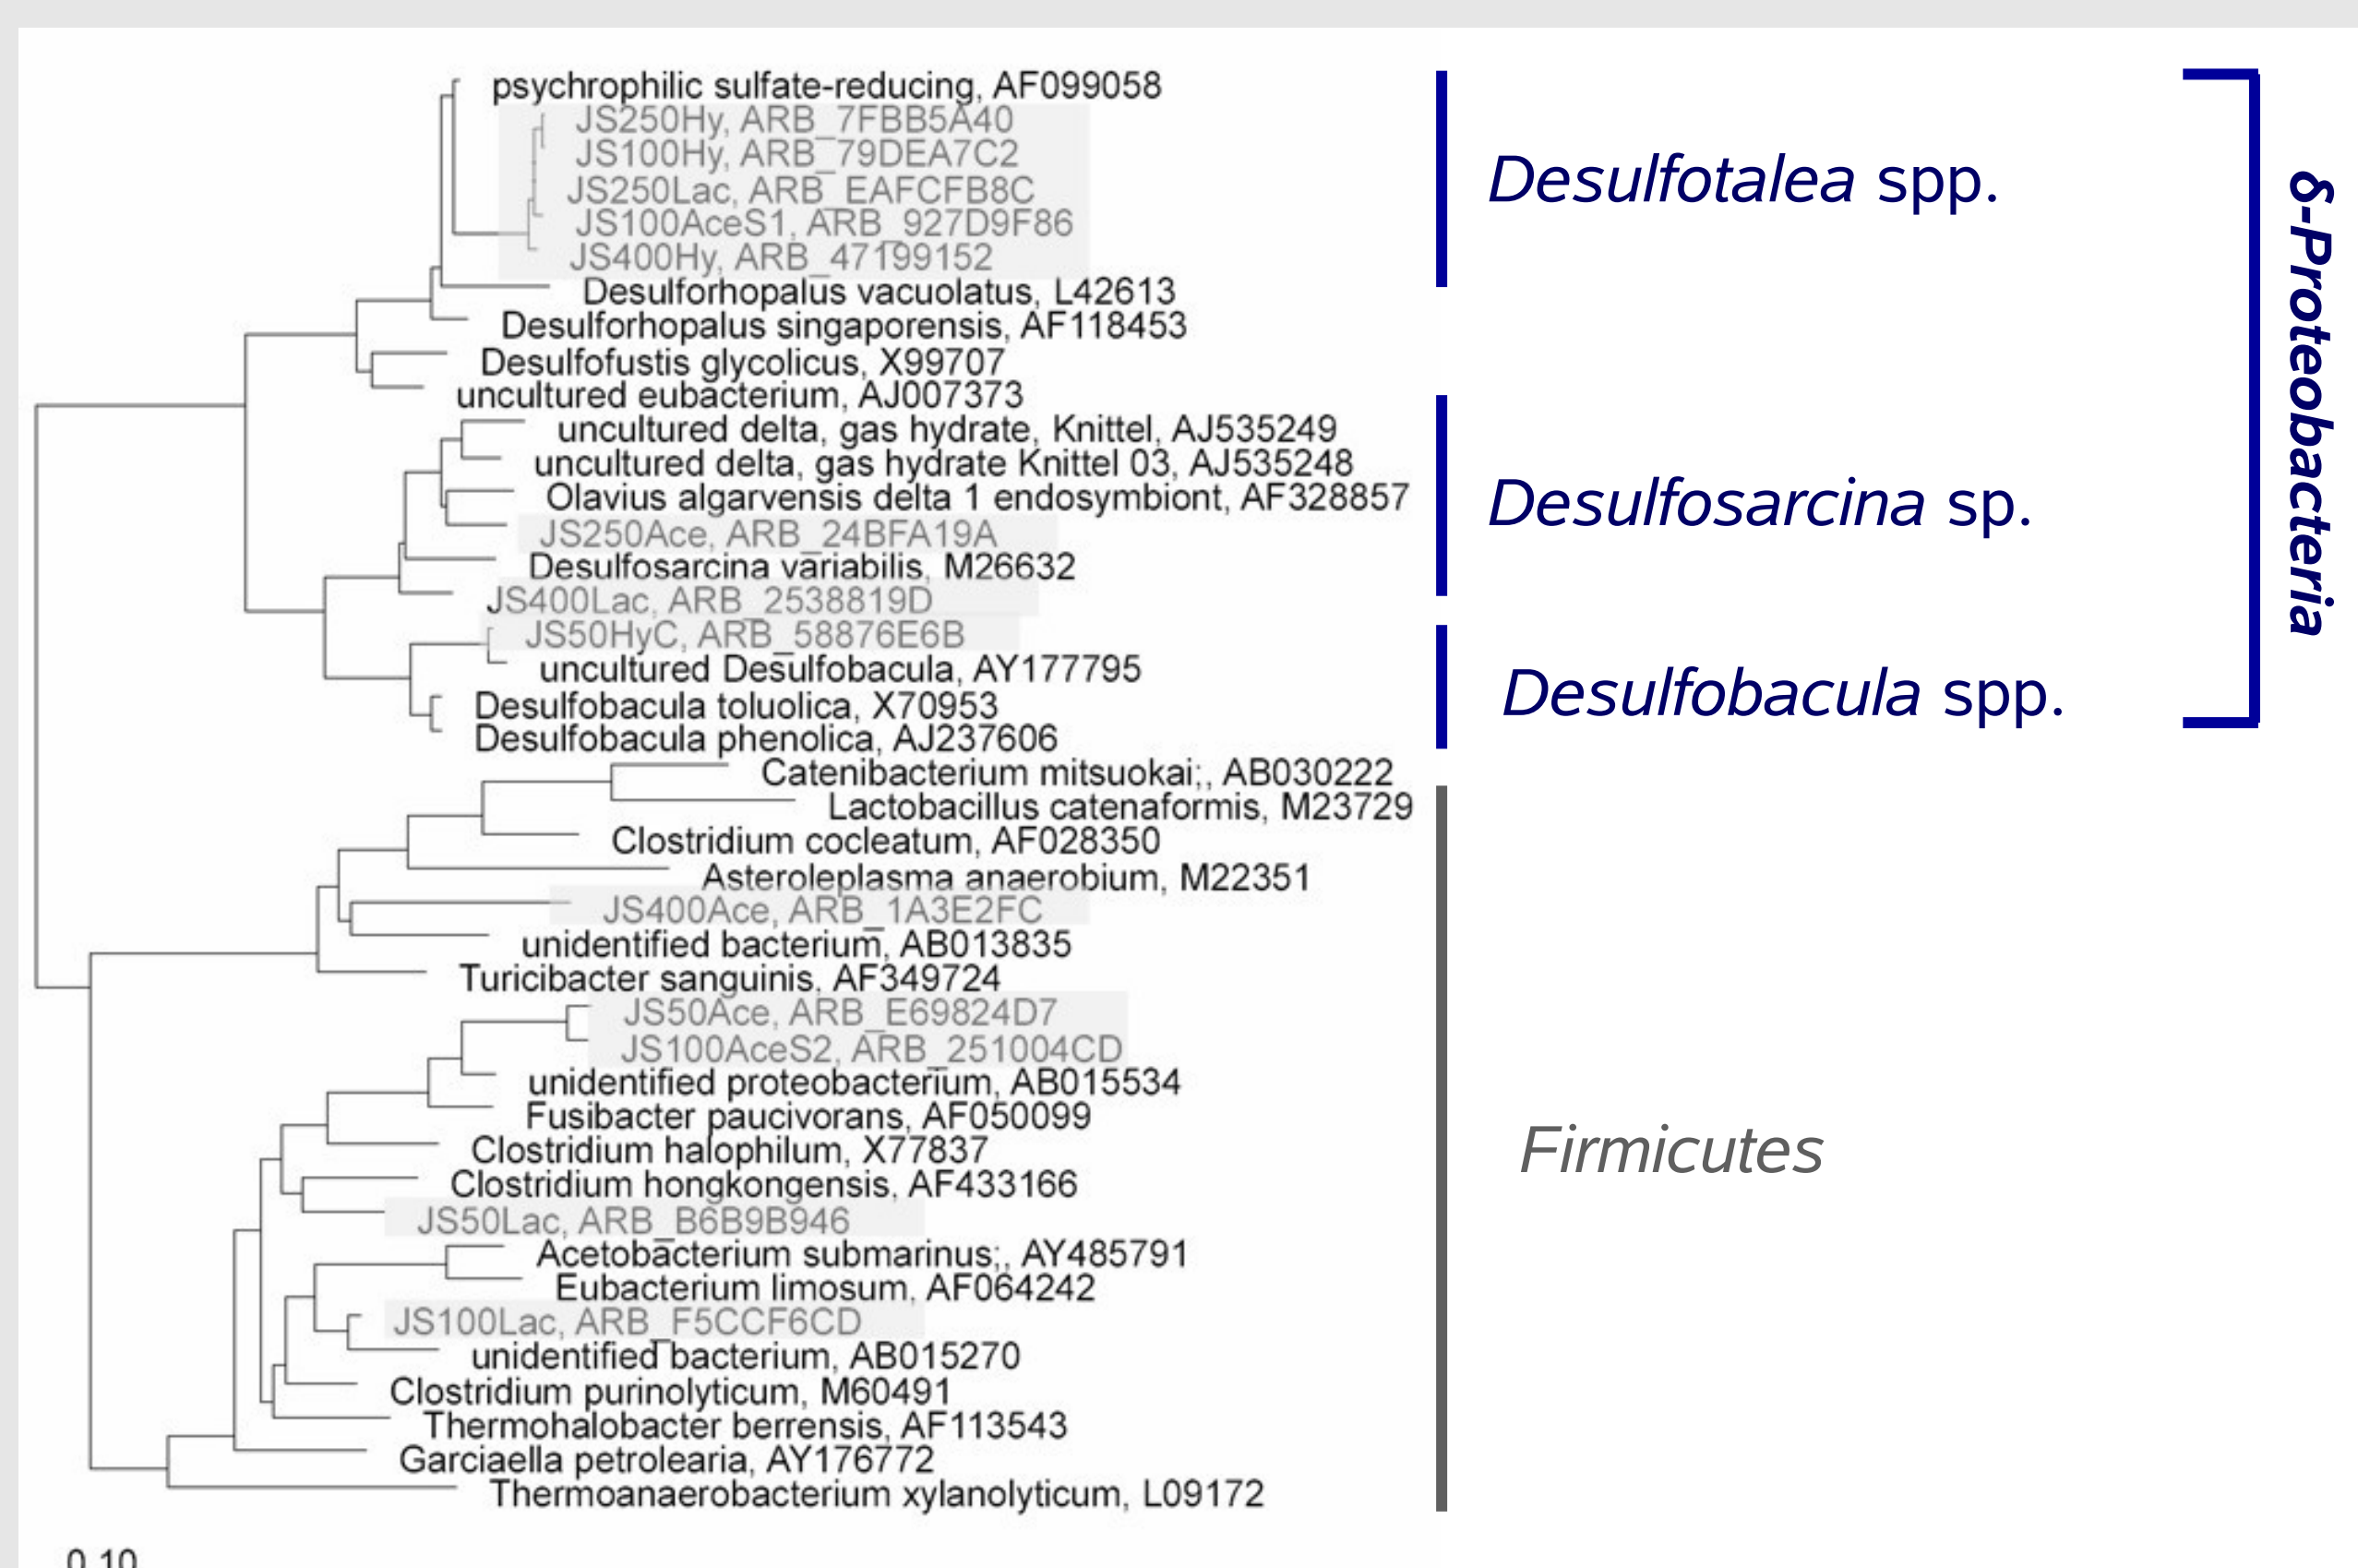 psychrophilic sulfate-reducing, AF099058
JS250Hy, ARB_7FBB5A40
JS100Hy, ARB_79DEA7C2
JS250Lac, ARB_EAFCFB8C
JS100AceS1, ARB_927D9F86
JS400Hy, ARB_47199152
Desulforhopalus vacuolatus, L42613
Desulforhopalus singaporensis, AF118453
Desulfofustis glycolicus, X99707
uncultured eubacterium, AJ007373
uncultured delta, gas hydrate, Knittel, AJ535249
uncultured delta, gas hydrate Knittel 03, AJ535248
Olavius algarvensis delta 1 endosymbiont, AF328857
JS250Ace, ARB_24BFA19A
Desulfosarcina variabilis, M26632
JS400Lac, ARB_2538819D
JS50HyC, ARB_58876E6B
uncultured Desulfobacula, AY177795
Desulfobacula toluolica, X70953
Desulfobacula phenolica, AJ237606
Catenibacterium mitsuokai;, AB030222
Lactobacillus catenaformis, M23729
Clostridium cocleatum, AF028350
Asteroleplasma anaerobium, M22351
JS400Ace, ARB_1A3E2FC
unidentified bacterium, AB013835
Turicibacter sanguinis, AF349724
JS50Ace, ARB_E69824D7
JS100AceS2, ARB_251004CD
unidentified proteobacterium, AB015534
Fusibacter paucivorans, AF050099
Clostridium halophilum, X77837
Clostridium hongkongensis, AF433166
JS50Lac, ARB_B6B9B946
Acetobacterium submarinus;, AY485791
Eubacterium limosum, AF064242
JS100Lac, ARB_F5CCF6CD
unidentified bacterium, AB015270
Clostridium purinolyticum, M60491
Thermohalobacter berrensis, AF113543
Garciaella petrolearia, AY176772
Thermoanaerobacterium xylanolyticum, L09172
0.10
Desulfotalea spp.
Desulfosarcina sp.
Desulfobacula spp.
Firmicutes
δ-Proteobacteria